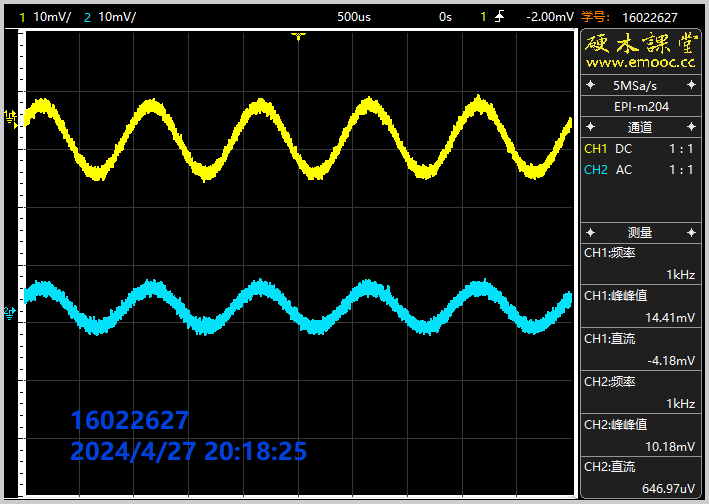 1 10mV/ 2 10mV/ 500us 0s 1 -2.00mV 学号: 16022627
硬木課堂
www.emooc.cc
5MSa/s
EPI-m204
通道
CH1 DC 1 : 1
CH2 AC 1 : 1
测量
CH1:频率
1kHz
CH1:峰峰值
14.41mV
CH1:直流
-4.18mV
CH2:频率
1kHz
CH2:峰峰值
10.18mV
CH2:直流
646.97uV
1
2
16022627
2024/4/27 20:18:25